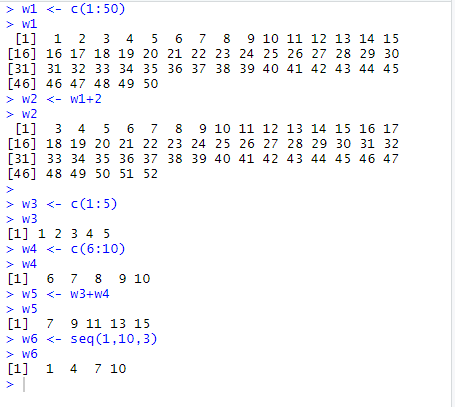 > w1 <- c(1:50)
> w1
 [1]  1  2  3  4  5  6  7  8  9 10 11 12 13 14 15
[16] 16 17 18 19 20 21 22 23 24 25 26 27 28 29 30
[31] 31 32 33 34 35 36 37 38 39 40 41 42 43 44 45
[46] 46 47 48 49 50
> w2 <- w1+2
> w2
 [1]  3  4  5  6  7  8  9 10 11 12 13 14 15 16 17
[16] 18 19 20 21 22 23 24 25 26 27 28 29 30 31 32
[31] 33 34 35 36 37 38 39 40 41 42 43 44 45 46 47
[46] 48 49 50 51 52
>
> w3 <- c(1:5)
> w3
[1] 1 2 3 4 5
> w4 <- c(6:10)
> w4
[1]  6  7  8  9 10
> w5 <- w3+w4
> w5
[1]  7  9 11 13 15
> w6 <- seq(1,10,3)
> w6
[1]  1  4  7 10
>